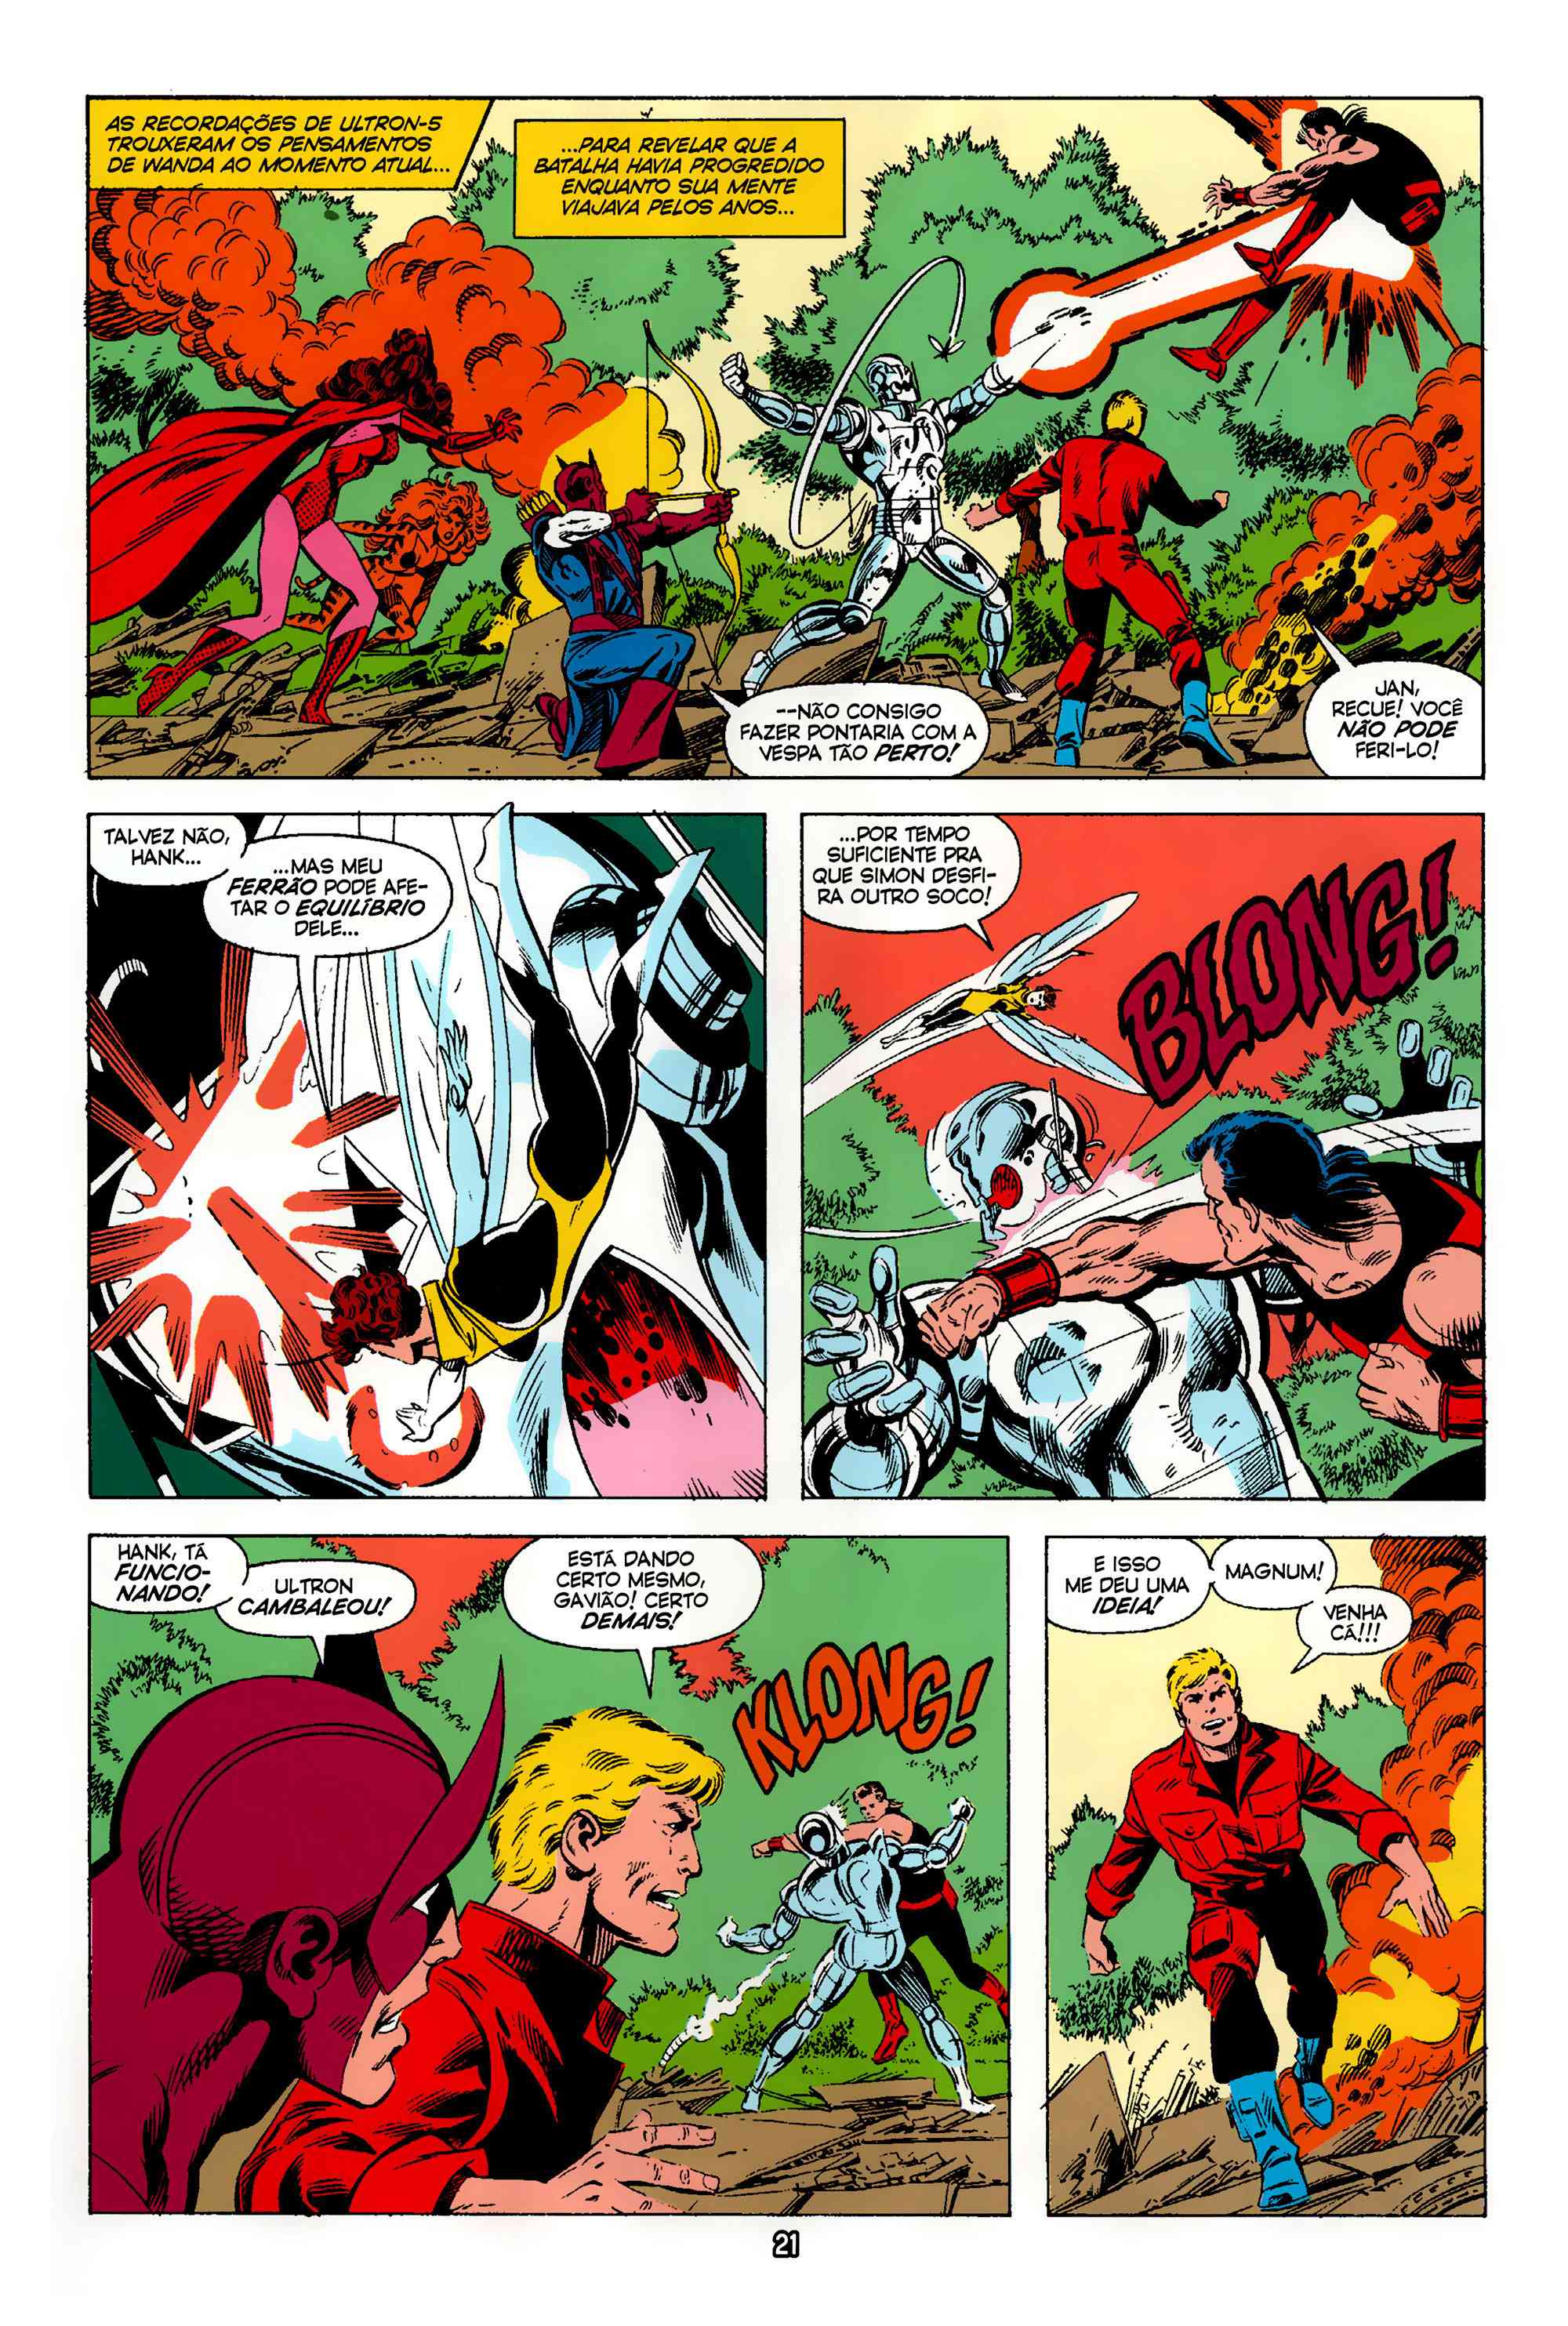 AS RECORDAÇÕES DE ULTRON-5
TROUXERAM OS PENSAMENTOS
DE WANDA AO MOMENTO ATUAL...
...PARA REVELAR QUE A
BATALHA HAVIA PROGREDIDO
ENQUANTO SUA MENTE
VIAJAVA PELOS ANOS...
--NÃO CONSIGO
FAZER PONTARIA COM A
VESPA TÃO PERTO!
JAN,
RECUE! VOCÊ
NÃO PODE
FERI-LO!
TALVEZ NÃO,
HANK...
...MAS MEU
FERRÃO PODE AFE-
TAR O EQUILÍBRIO
DELE...
...POR TEMPO
SUFICIENTE PRA
QUE SIMON DESFI-
RA OUTRO SOCO!
BLONG!
HANK, TÁ
FUNCIO-
NANDO!
ULTRON
CAMBALEOU!
ESTÁ DANDO
CERTO MESMO,
GAVIÃO! CERTO
DEMAIS!
KLONG!
E ISSO
ME DEU UMA
IDEIA!
MAGNUM!
VENHA
CÁ!!!
21